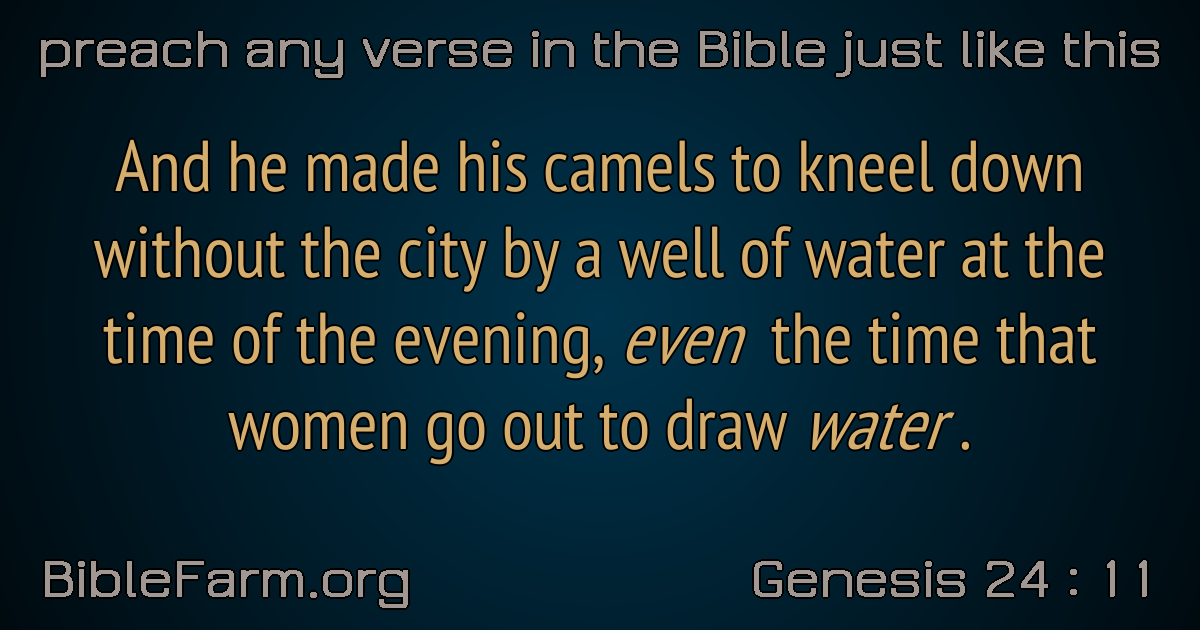 preach any verse in the Bible just like this
And he made his camels to kneel down
without the city by a well of water at the
time of the evening, even the time that
women go out to draw water .
BibleFarm.org
Genesis 24 : 11